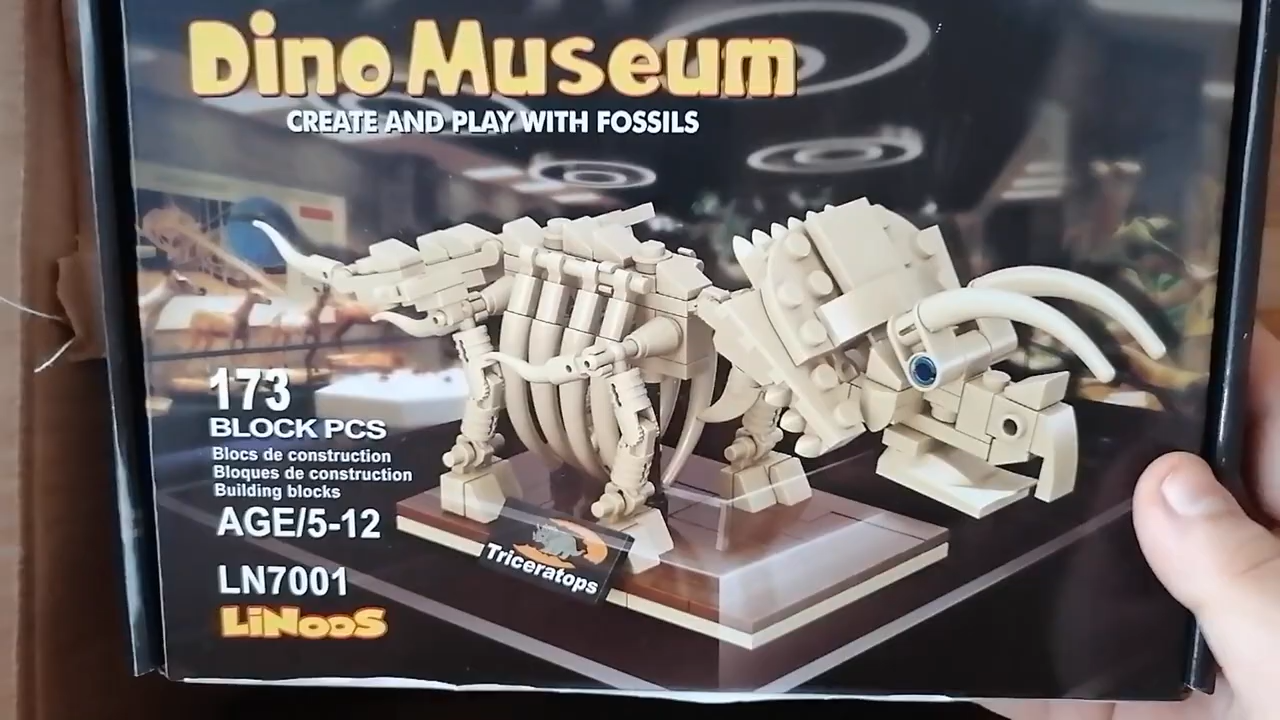 Dino Museum
CREATE AND PLAY WITH FOSSILS
173
BLOCK PCS
Blocs de construction
Bloques de construction
Building blocks
AGE/5-12
LN7001
LiNooS
Triceratops